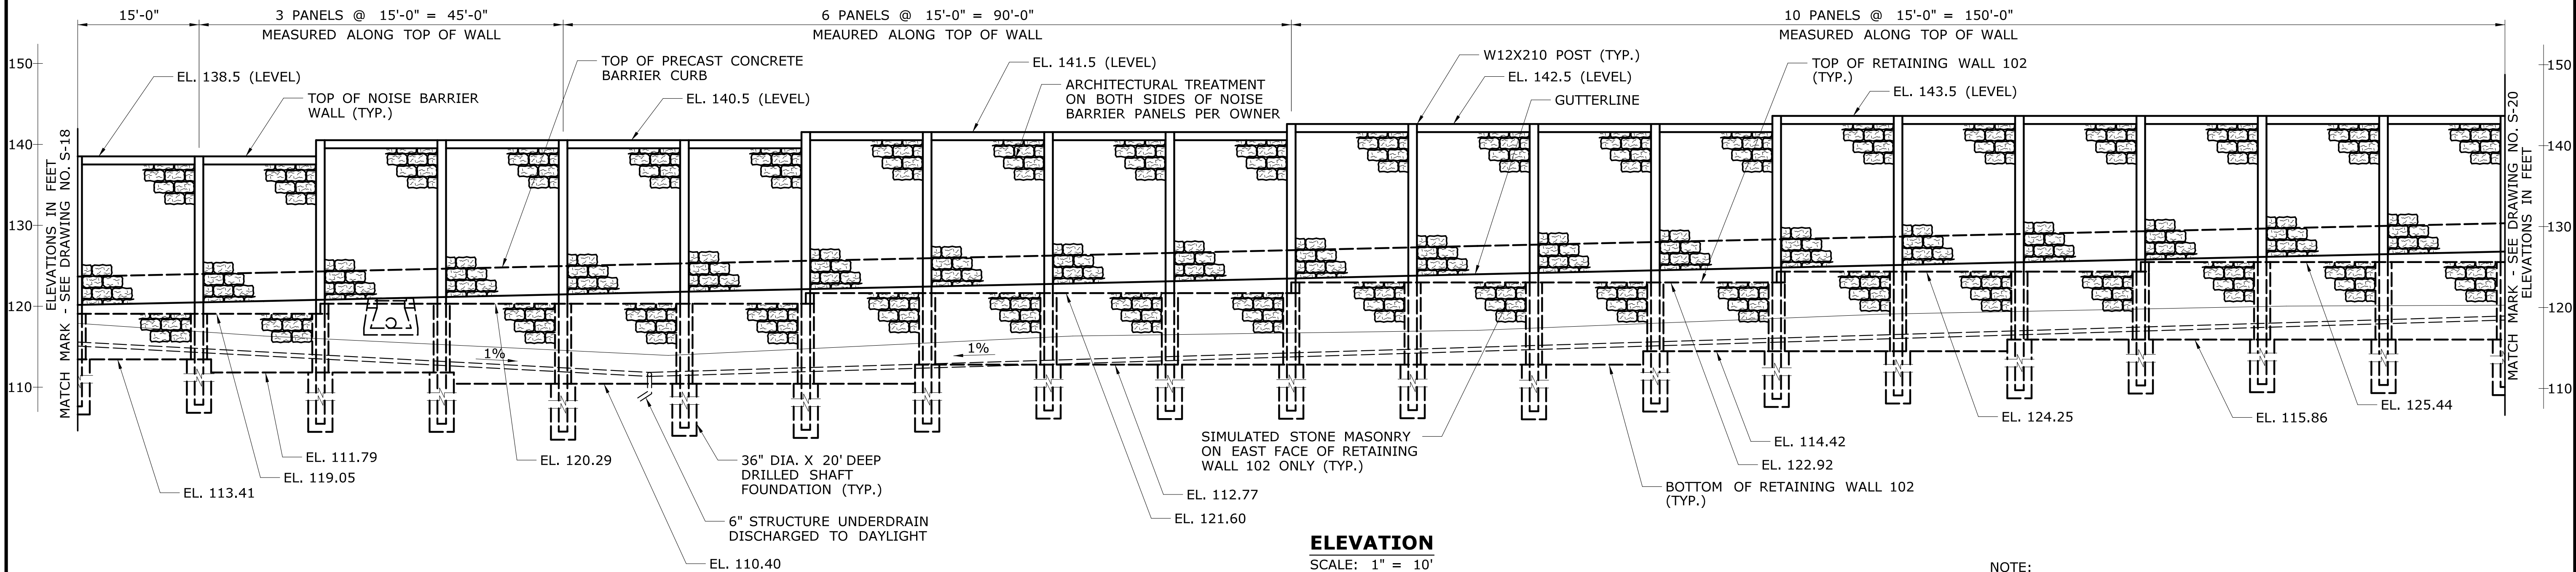 15'-0"
3 PANELS @ 15'-0" = 45'-0"
MEASURED ALONG TOP OF WALL
6 PANELS @ 15'-0" = 90'-0"
MEAURED ALONG TOP OF WALL
10 PANELS @ 15'-0" = 150'-0"
MEASURED ALONG TOP OF WALL
150
140
130
120
110
ELEVATIONS IN FEET
MATCH MARK - SEE DRAWING NO. S-18
EL. 138.5 (LEVEL)
TOP OF NOISE BARRIER
WALL (TYP.)
TOP OF PRECAST CONCRETE
BARRIER CURB
EL. 140.5 (LEVEL)
EL. 141.5 (LEVEL)
ARCHITECTURAL TREATMENT
ON BOTH SIDES OF NOISE
BARRIER PANELS PER OWNER
W12X210 POST (TYP.)
EL. 142.5 (LEVEL)
GUTTERLINE
TOP OF RETAINING WALL 102
(TYP.)
EL. 143.5 (LEVEL)
150
140
130
120
110
MATCH MARK - SEE DRAWING NO. S-20
ELEVATIONS IN FEET
1%
1%
EL. 113.41
EL. 119.05
EL. 111.79
EL. 120.29
36" DIA. X 20' DEEP
DRILLED SHAFT
FOUNDATION (TYP.)
6" STRUCTURE UNDERDRAIN
DISCHARGED TO DAYLIGHT
EL. 110.40
EL. 112.77
EL. 121.60
SIMULATED STONE MASONRY
ON EAST FACE OF RETAINING
WALL 102 ONLY (TYP.)
BOTTOM OF RETAINING WALL 102
(TYP.)
EL. 122.92
EL. 114.42
EL. 124.25
EL. 115.86
EL. 125.44
ELEVATION
SCALE: 1" = 10'
NOTE: